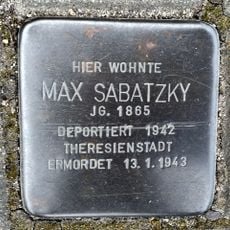 HIER WOHNTE
MAX SABATZKY
JG. 1865
DEPORTIERT 1942
THERESIENSTADT
ERMORDET 13.1.1943